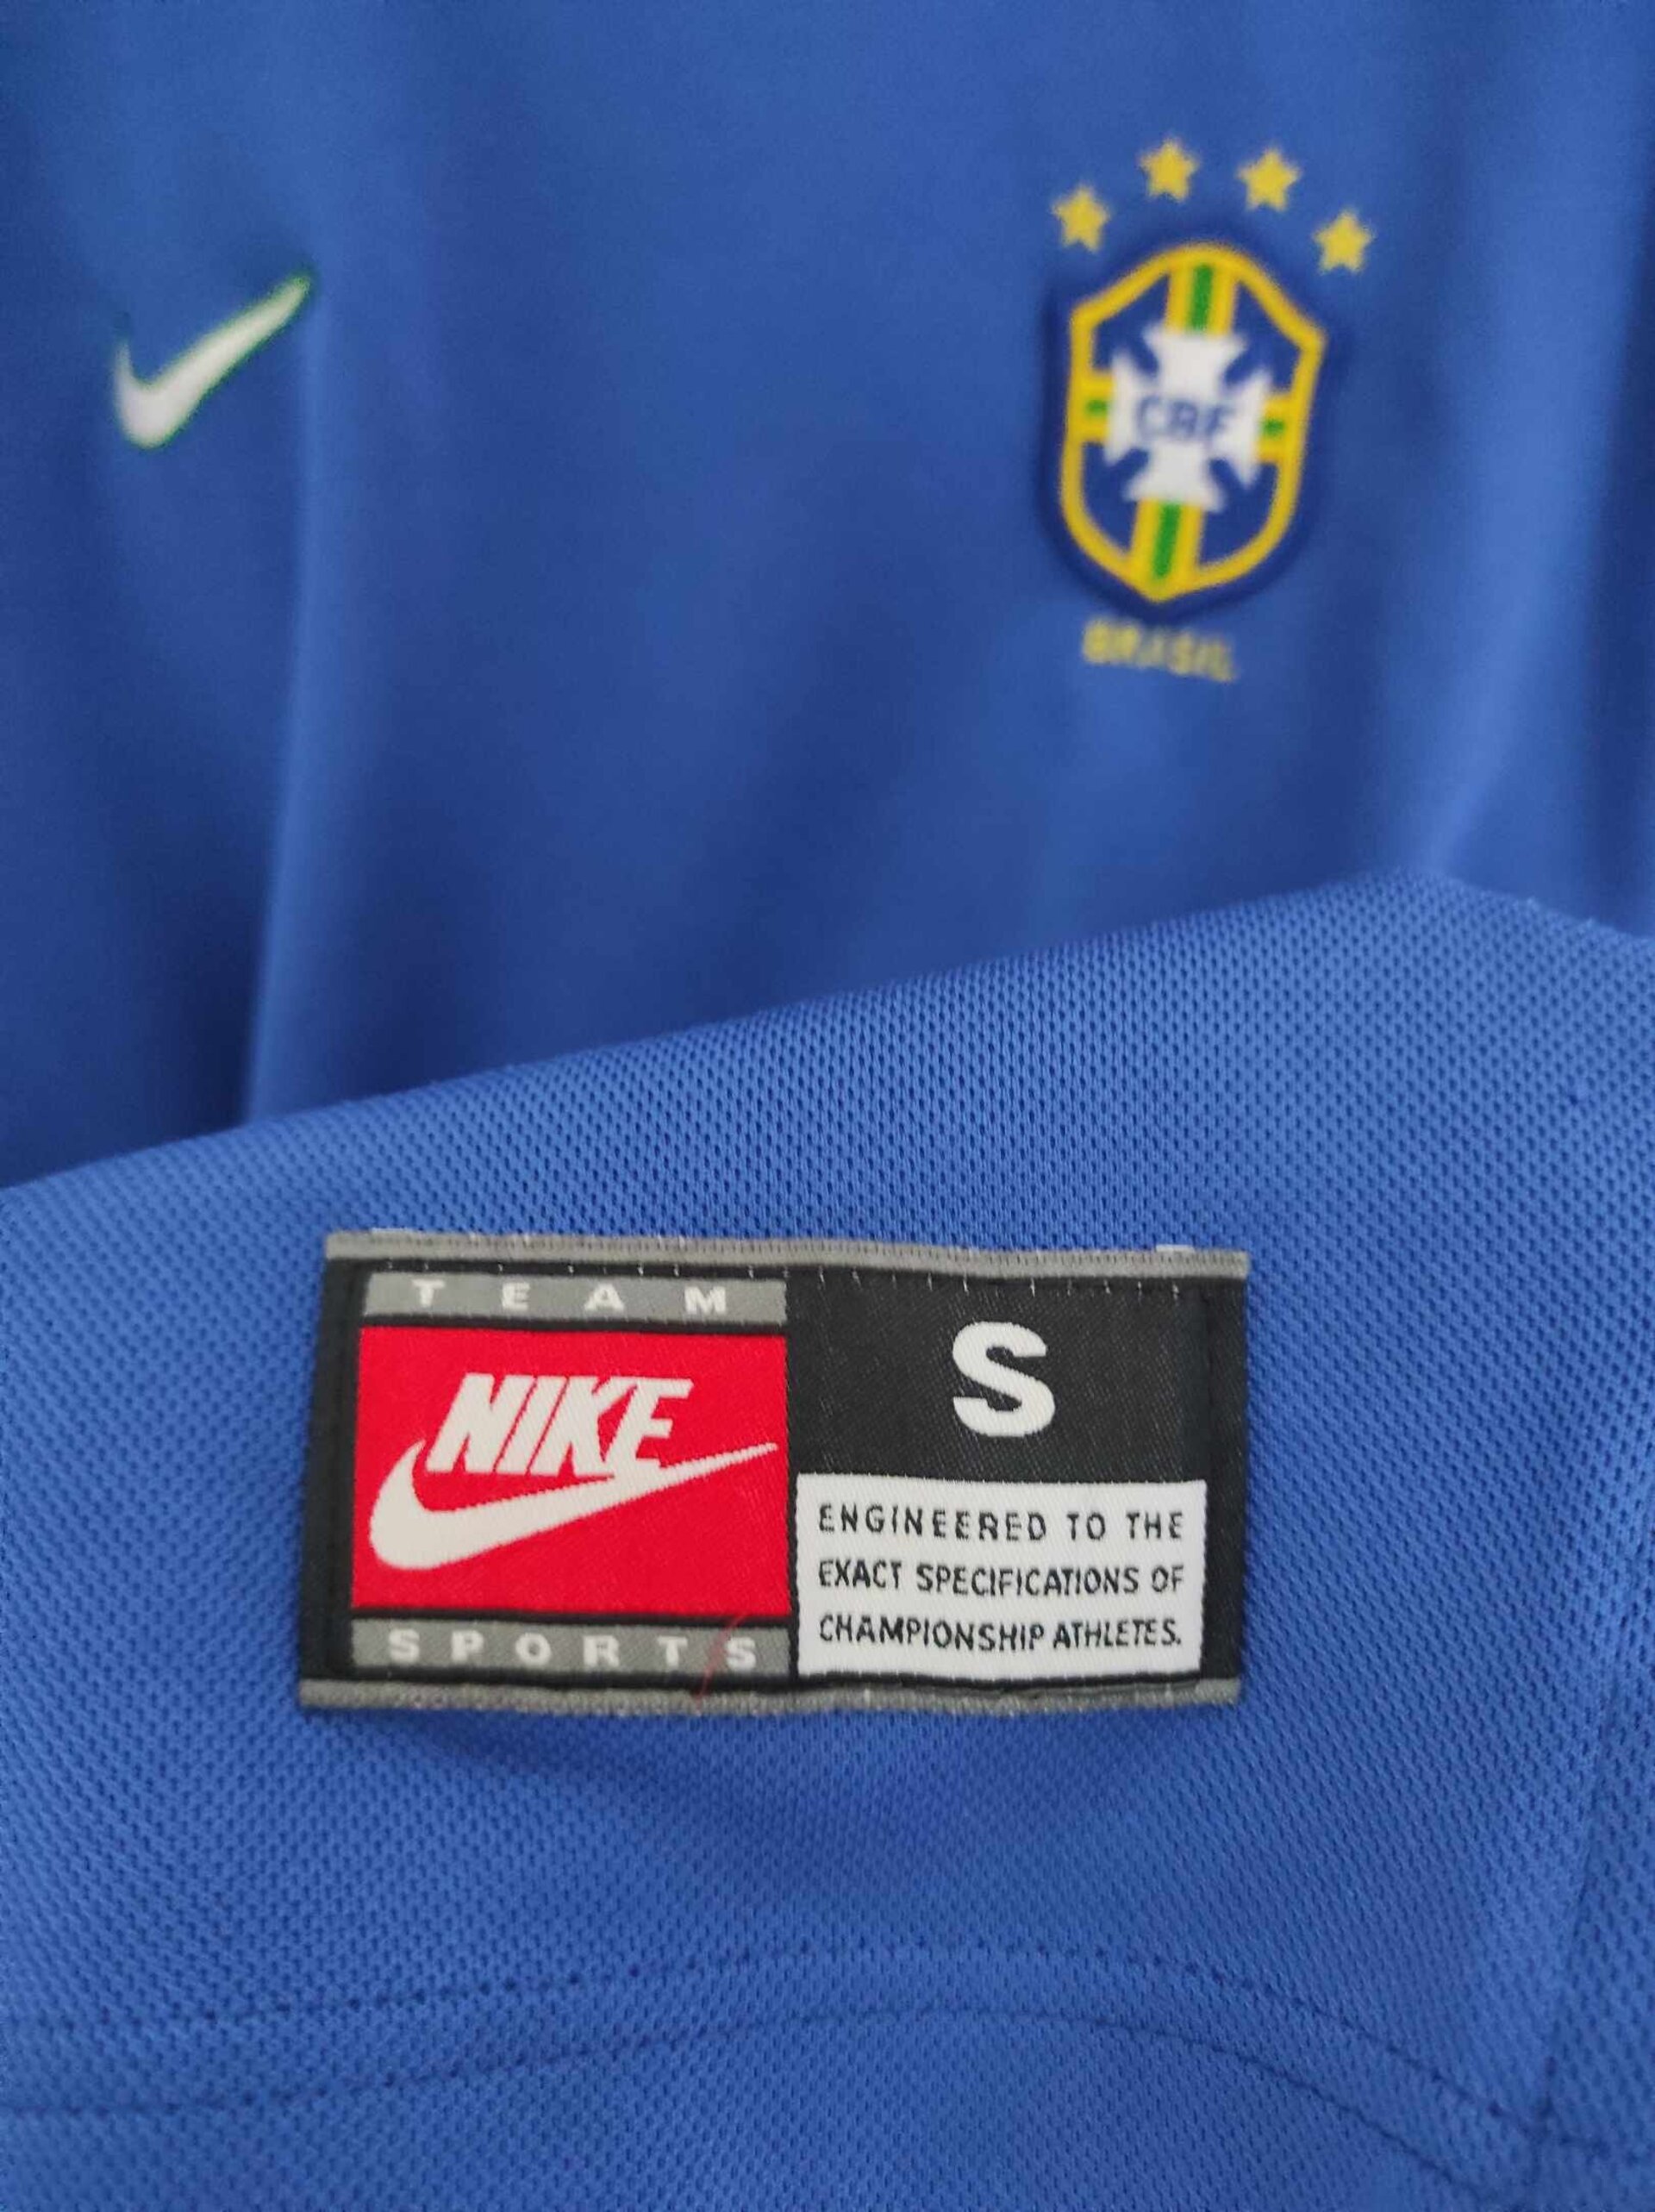 CBF
BRASIL
TEAM
NIKE
SPORTS
S
ENGINEERED TO THE
EXACT SPECIFICATIONS OF
CHAMPIONSHIP ATHLETES.